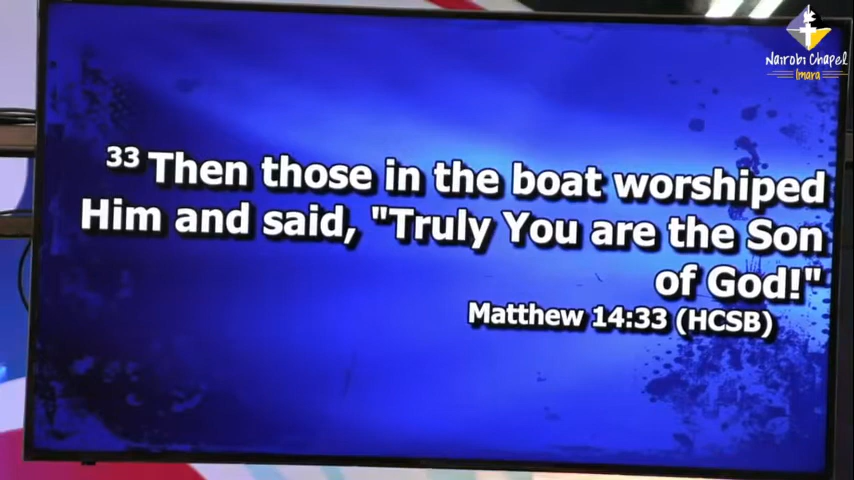 Nairobi Chapel
Imara
33 Then those in the boat worshiped
Him and said, "Truly You are the Son
of God!"
Matthew 14:33 (HCSB)